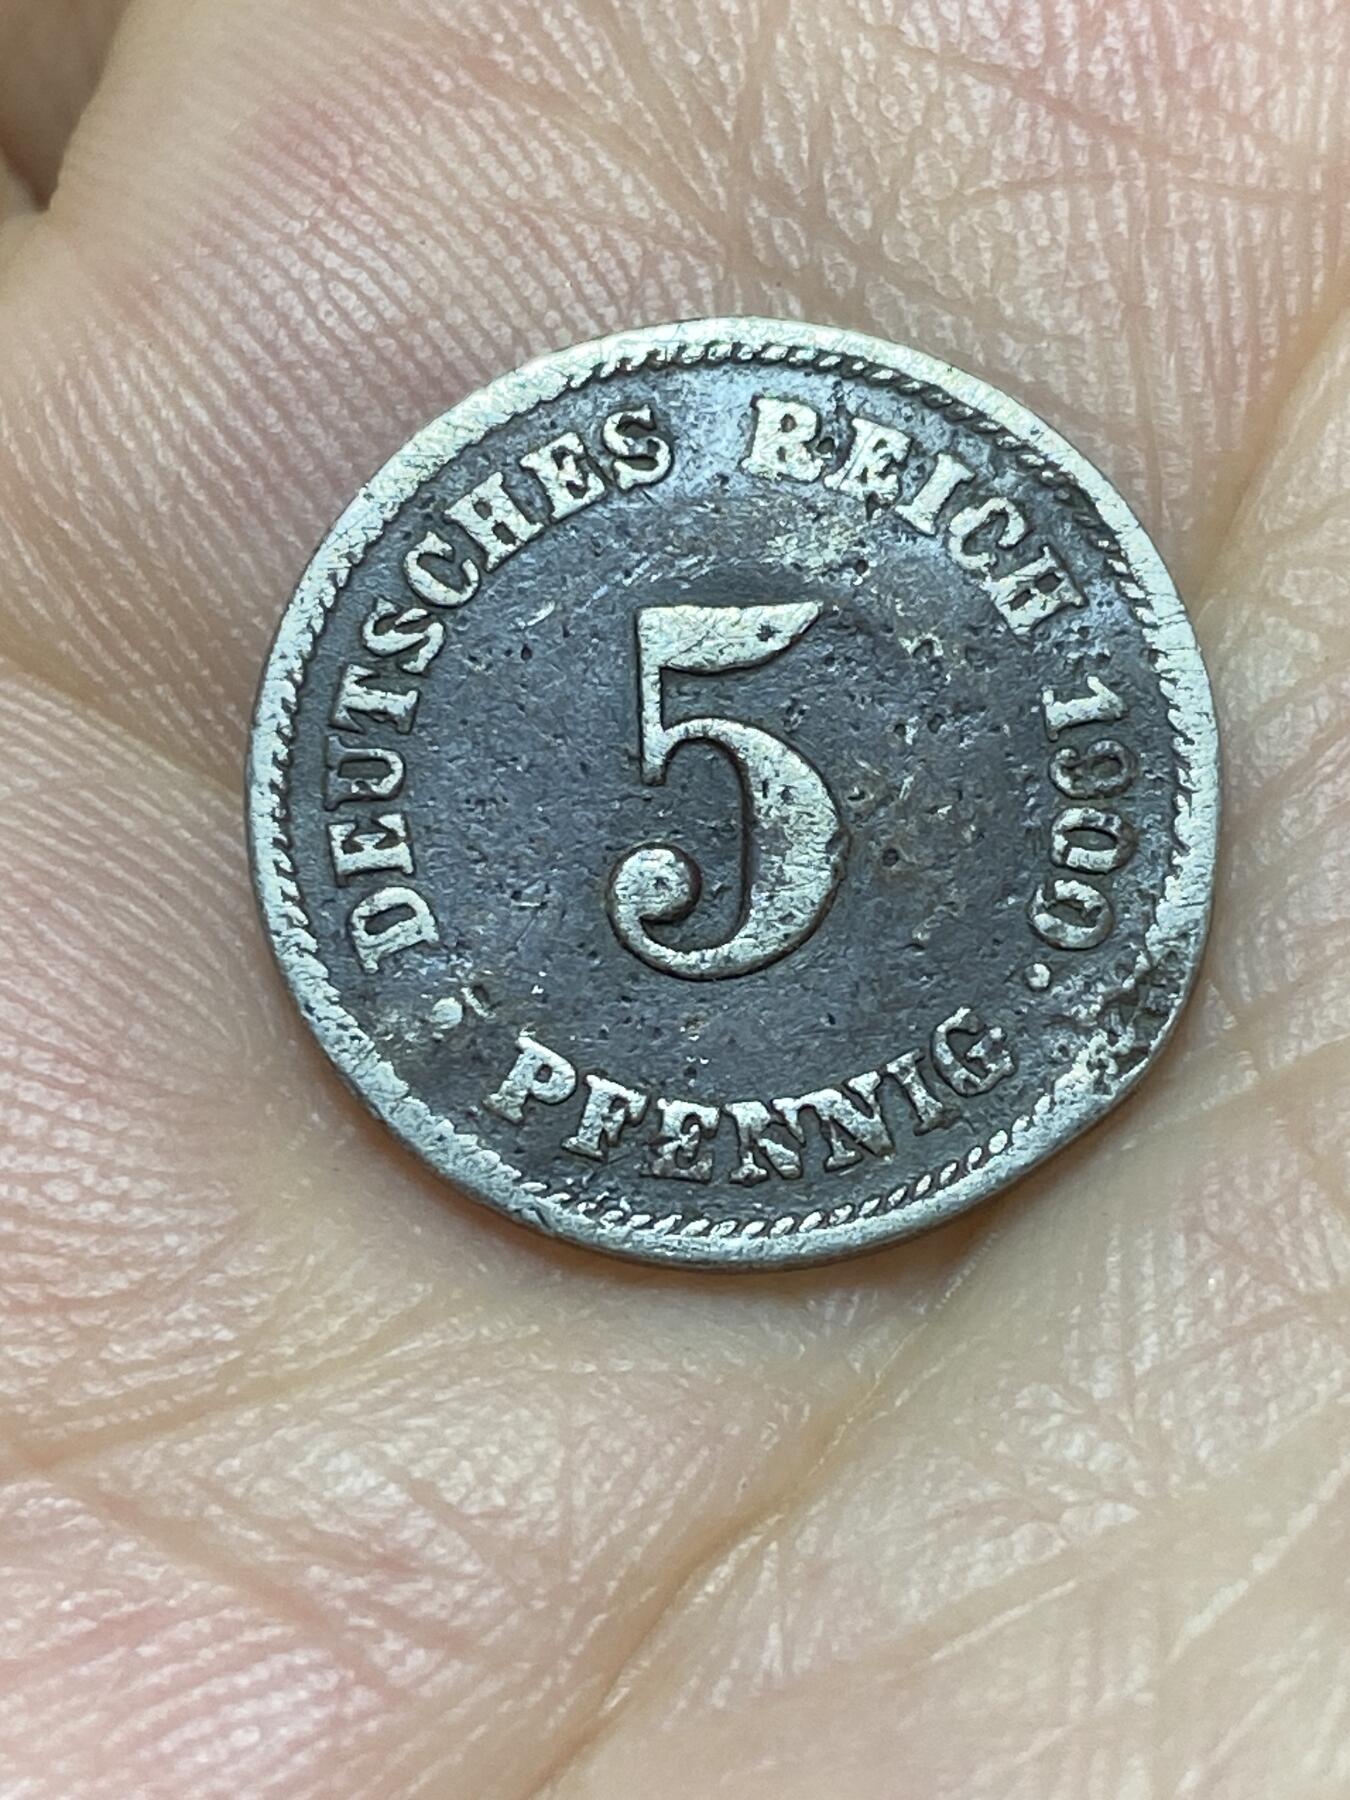 DEUTSCHES REICH 1900.
5
· PFENNIG